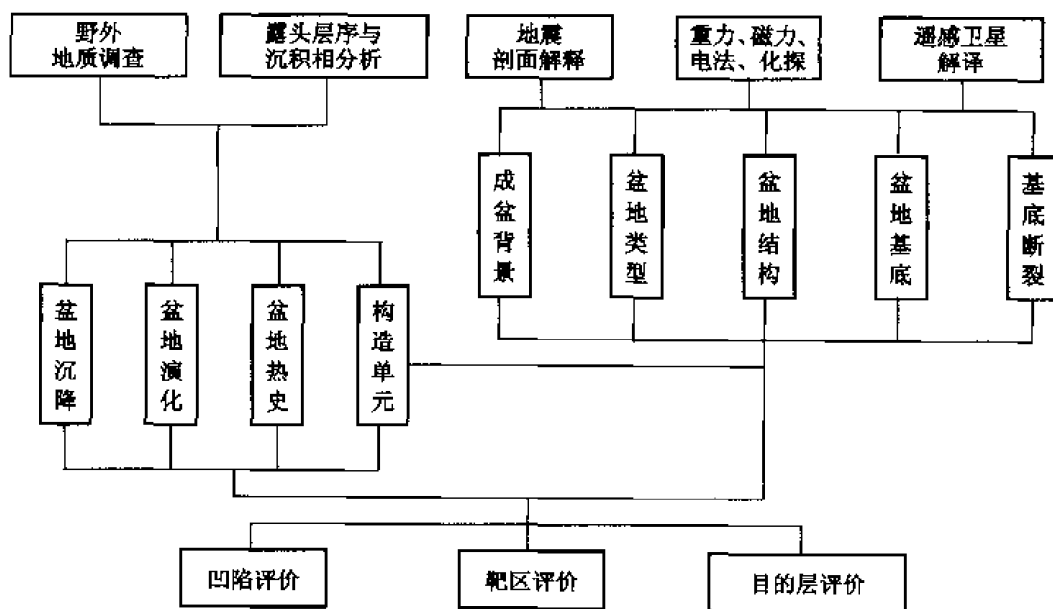 野外
地质调查
露头层序与
沉积相分析
地震
剖面解释
重力、磁力、
电法、化探
遥感卫星
解译
成盆背景
盆地类型
盆地结构
盆地基底
基底断裂
盆地沉降
盆地演化
盆地热史
构造单元
凹陷评价
靶区评价
目的层评价